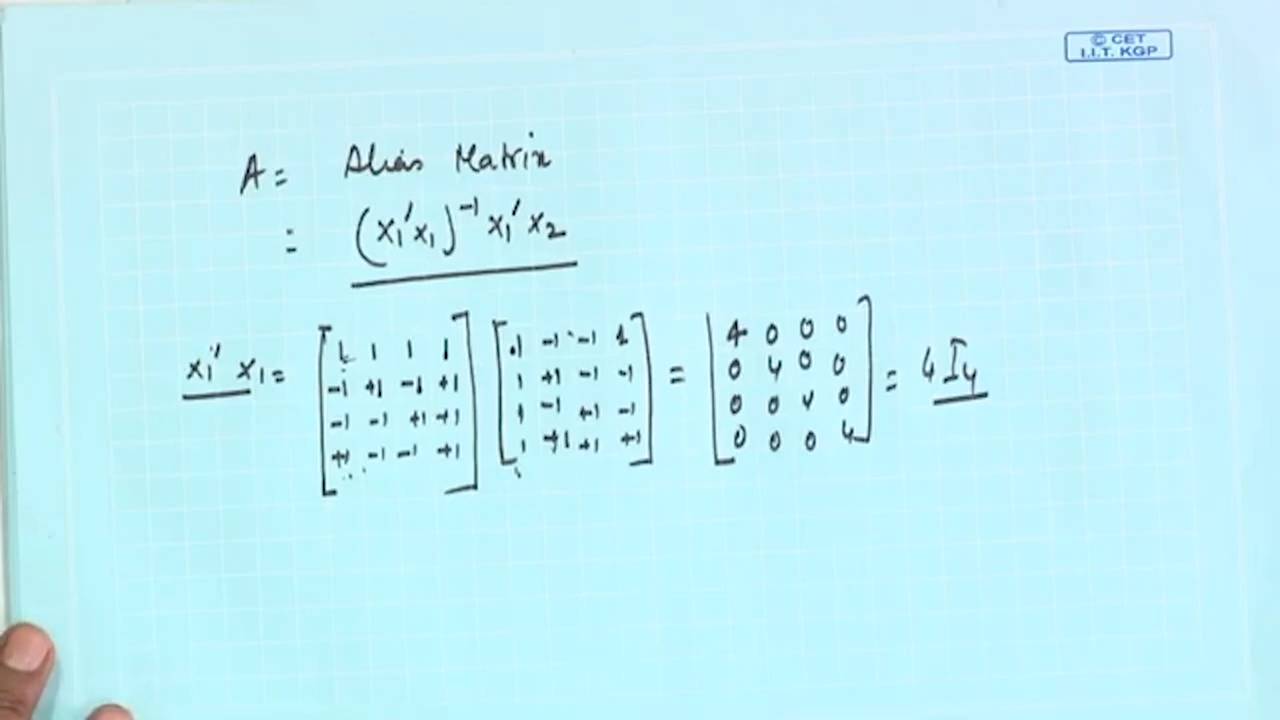 © CET
I.I.T. KGP
A = Alias Matrix
= (X₁'X₁)⁻¹ X₁'X₂
X₁'X₁ = [1 1 1 1 [1 -1 -1 1 = [4 0 0 0 = 4 I₄
-1 +1 -1 +1 1 +1 -1 -1 0 4 0 0
-1 -1 +1 +1 1 -1 +1 -1 0 0 4 0
+1 -1 -1 +1] 1 +1 +1 +1] 0 0 0 4]